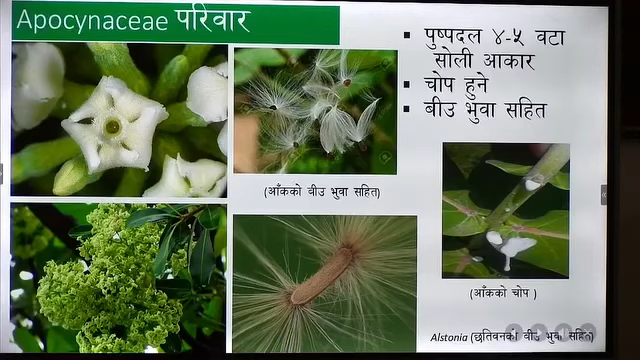 Apocynaceae परिवार
▪ पुष्पदल ४-५ वटा
सोली आकार
▪ चोप हुने
▪ बीउ भुवा सहित
(आँकको बीउ भुवा सहित)
(आँकको चोप )
Alstonia (छतिवनको बीउ भुवा सहित)